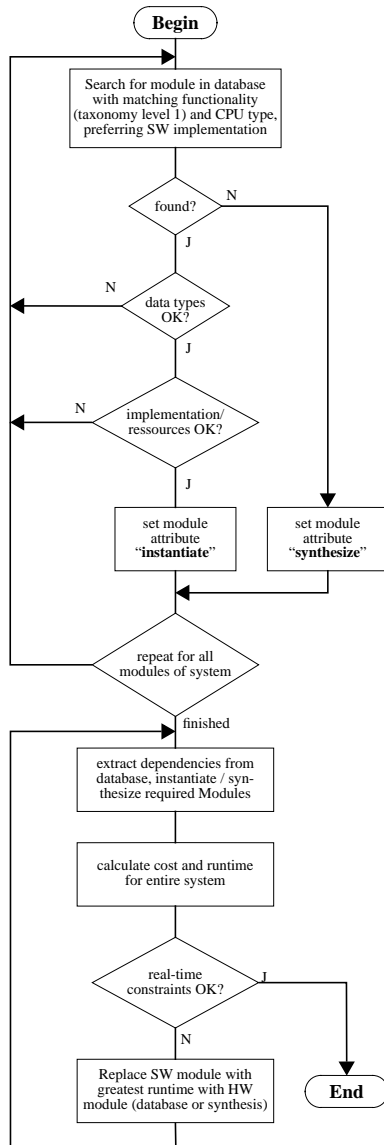 Begin
Search for module in database
with matching functionality
(taxonomy level 1) and CPU type,
preferring SW implementation
found?
N
J
N
data types
OK?
J
N
implementation/
ressources OK?
J
set module
attribute
“instantiate”
set module
attribute
“synthesize”
repeat for all
modules of system
finished
extract dependencies from
database, instantiate / syn-
thesize required Modules
calculate cost and runtime
for entire system
real-time
constraints OK?
J
N
Replace SW module with
greatest runtime with HW
module (database or synthesis)
End